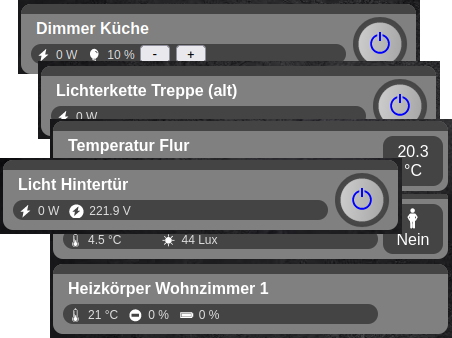 Dimmer Küche
0 W 10 % - +
Lichterkette Treppe (alt)
0 W
Temperatur Flur
20.3
°C
Licht Hintertür
0 W 221.9 V
Nein
4.5 °C 44 Lux
Heizkörper Wohnzimmer 1
21 °C 0 % 0 %